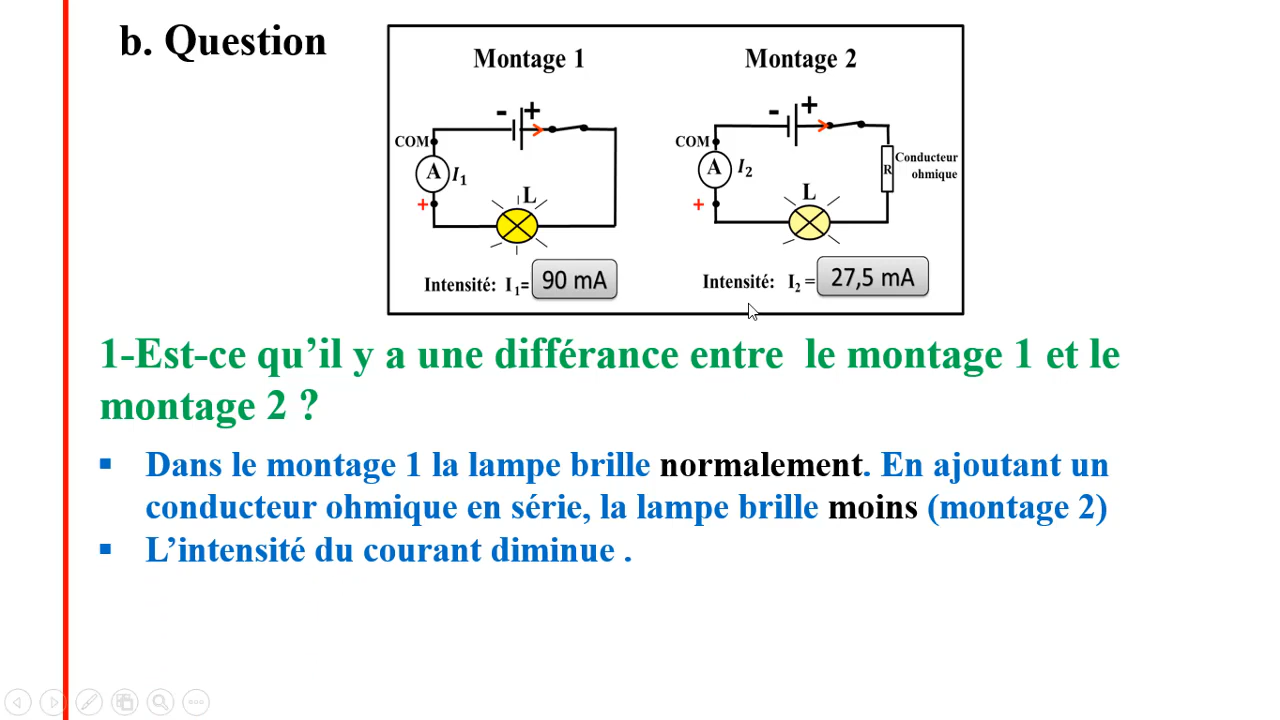 b. Question
Montage 1
Montage 2
- +
- +
COM
COM
A I₁
A I₂
R
Conducteur
ohmique
+
+
L
L
Intensité: I₁= 90 mA
Intensité: I₂ = 27,5 mA
1-Est-ce qu’il y a une différance entre le montage 1 et le
montage 2 ?
▪ Dans le montage 1 la lampe brille normalement. En ajoutant un
conducteur ohmique en série, la lampe brille moins (montage 2)
▪ L’intensité du courant diminue .